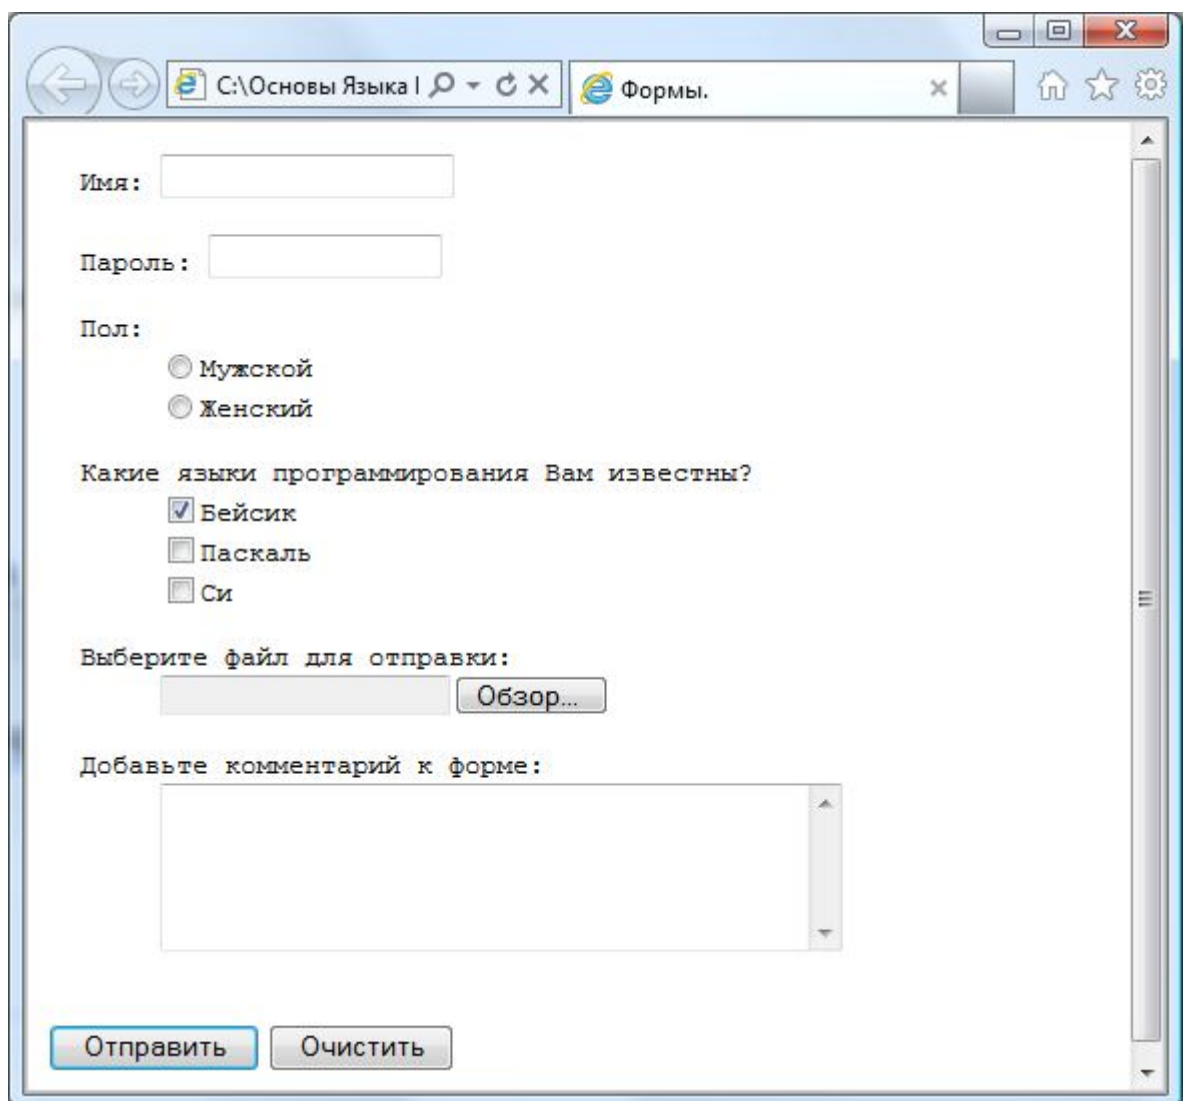 C:\Основы Языка
Формы.
Имя:
Пароль:
Пол:
Мужской
Женский
Какие языки программирования Вам известны?
Бейсик
Паскаль
Си
Выберите файл для отправки:
Обзор...
Добавьте комментарий к форме:
Отправить
Очистить